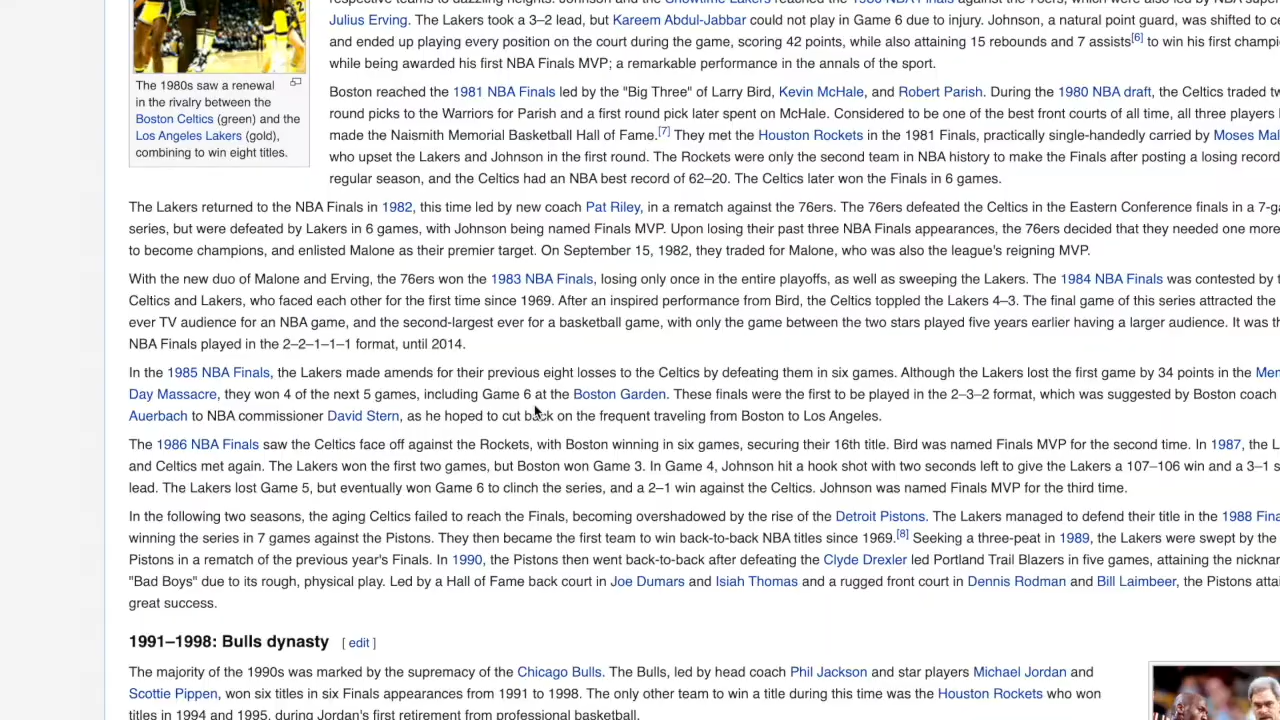 respective teams to dazzling heights. Johnson and the Showtime Lakers reached the 1980 NBA Finals against the 76ers, which were also led by NBA
Julius Erving. The Lakers took a 3–2 lead, but Kareem Abdul-Jabbar could not play in Game 6 due to injury. Johnson, a natural point guard, was shifted to
and ended up playing every position on the court during the game, scoring 42 points, while also attaining 15 rebounds and 7 assists[6] to win his first
while being awarded his first NBA Finals MVP; a remarkable performance in the annals of the sport.
The 1980s saw a renewal
in the rivalry between the
Boston Celtics (green) and the
Los Angeles Lakers (gold),
combining to win eight titles.
Boston reached the 1981 NBA Finals led by the "Big Three" of Larry Bird, Kevin McHale, and Robert Parish. During the 1980 NBA draft, the Celtics traded
round picks to the Warriors for Parish and a first round pick later spent on McHale. Considered to be one of the best front courts of all time, all three players
made the Naismith Memorial Basketball Hall of Fame.[7] They met the Houston Rockets in the 1981 Finals, practically single-handedly carried by Moses
who upset the Lakers and Johnson in the first round. The Rockets were only the second team in NBA history to make the Finals after posting a losing record
regular season, and the Celtics had an NBA best record of 62–20. The Celtics later won the Finals in 6 games.
The Lakers returned to the NBA Finals in 1982, this time led by new coach Pat Riley, in a rematch against the 76ers. The 76ers defeated the Celtics in the Eastern Conference finals in a
series, but were defeated by Lakers in 6 games, with Johnson being named Finals MVP. Upon losing their past three NBA Finals appearances, the 76ers decided that they needed one more
to become champions, and enlisted Malone as their premier target. On September 15, 1982, they traded for Malone, who was also the league's reigning MVP.
With the new duo of Malone and Erving, the 76ers won the 1983 NBA Finals, losing only once in the entire playoffs, as well as sweeping the Lakers. The 1984 NBA Finals was contested by
Celtics and Lakers, who faced each other for the first time since 1969. After an inspired performance from Bird, the Celtics toppled the Lakers 4–3. The final game of this series attracted the
ever TV audience for an NBA game, and the second-largest ever for a basketball game, with only the game between the two stars played five years earlier having a larger audience. It was
NBA Finals played in the 2–2–1–1–1 format, until 2014.
In the 1985 NBA Finals, the Lakers made amends for their previous eight losses to the Celtics by defeating them in six games. Although the Lakers lost the first game by 34 points in the
Day Massacre, they won 4 of the next 5 games, including Game 6 at the Boston Garden. These finals were the first to be played in the 2–3–2 format, which was suggested by Boston coach
Auerbach to NBA commissioner David Stern, as he hoped to cut back on the frequent traveling from Boston to Los Angeles.
The 1986 NBA Finals saw the Celtics face off against the Rockets, with Boston winning in six games, securing their 16th title. Bird was named Finals MVP for the second time. In 1987, the
and Celtics met again. The Lakers won the first two games, but Boston won Game 3. In Game 4, Johnson hit a hook shot with two seconds left to give the Lakers a 107–106 win and a 3–1
lead. The Lakers lost Game 5, but eventually won Game 6 to clinch the series, and a 2–1 win against the Celtics. Johnson was named Finals MVP for the third time.
In the following two seasons, the aging Celtics failed to reach the Finals, becoming overshadowed by the rise of the Detroit Pistons. The Lakers managed to defend their title in the 1988
winning the series in 7 games against the Pistons. They then became the first team to win back-to-back NBA titles since 1969.[8] Seeking a three-peat in 1989, the Lakers were swept by the
Pistons in a rematch of the previous year's Finals. In 1990, the Pistons then went back-to-back after defeating the Clyde Drexler led Portland Trail Blazers in five games, attaining the
"Bad Boys" due to its rough, physical play. Led by a Hall of Fame back court in Joe Dumars and Isiah Thomas and a rugged front court in Dennis Rodman and Bill Laimbeer, the Pistons
great success.
1991–1998: Bulls dynasty [ edit ]
The majority of the 1990s was marked by the supremacy of the Chicago Bulls. The Bulls, led by head coach Phil Jackson and star players Michael Jordan and
Scottie Pippen, won six titles in six Finals appearances from 1991 to 1998. The only other team to win a title during this time was the Houston Rockets who won
titles in 1994 and 1995, during Jordan's first retirement from professional basketball.